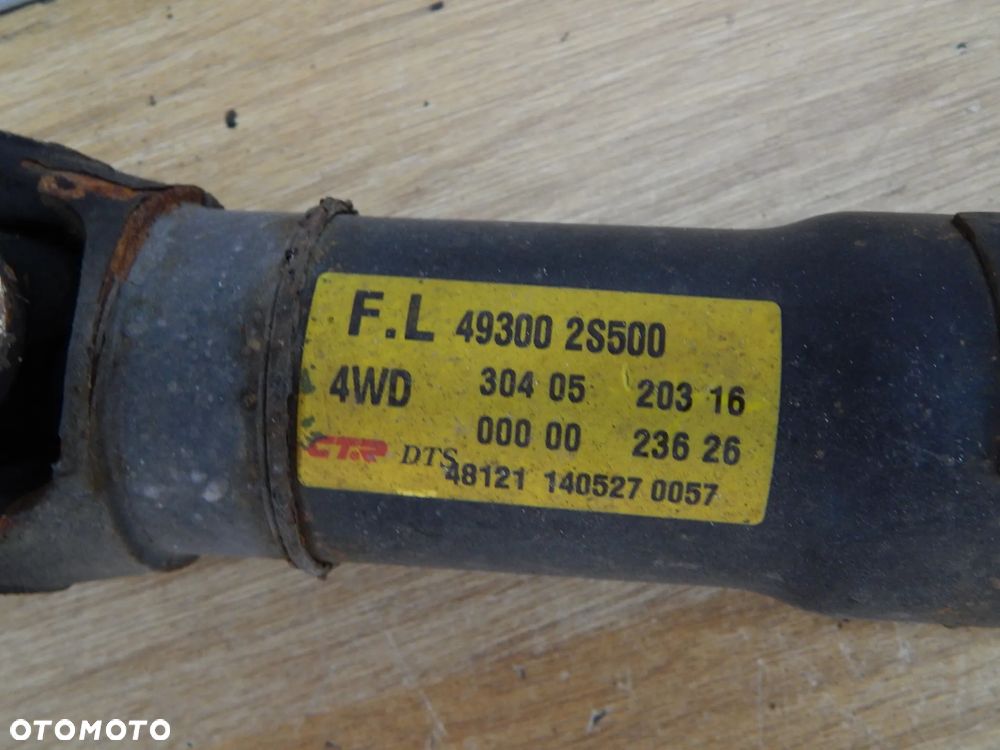 F.L 49300 2S500
4WD 304 05 203 16
000 00 236 26
CTR DTS
48121 140527 0057
OTOMOTO